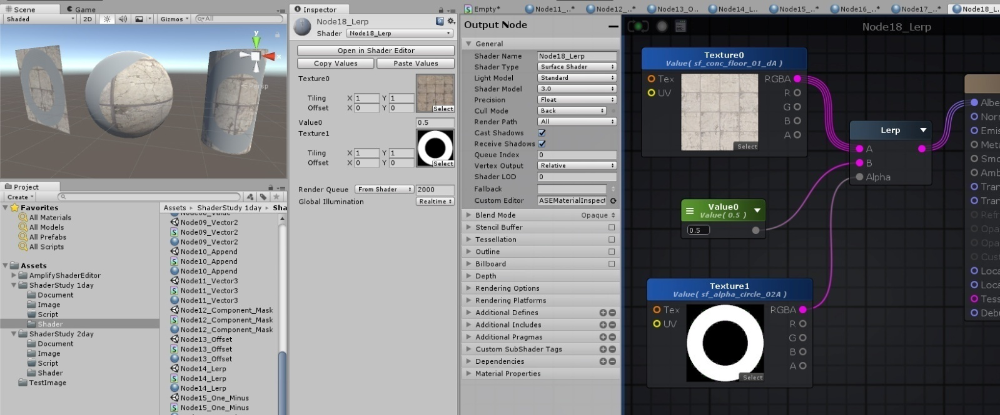 Scene
Game
Shaded
2D
Gizmos
All
y
x
Persp
Project
Create
Favorites
All Materials
All Models
All Prefabs
All Scripts
Assets
AmplifyShaderEditor
ShaderStudy 1day
Document
Image
Script
Shader
ShaderStudy 2day
Document
Image
Script
Shader
TestImage
Assets ShaderStudy 1day Sha
Node09_Vector2
Node09_Vector2
Node09_Vector2
Node10_Append
Node10_Append
Node10_Append
Node11_Vector3
Node11_Vector3
Node11_Vector3
Node12_Component_Mask
Node12_Component_Mask
Node12_Component_Mask
Node13_Offset
Node13_Offset
Node13_Offset
Node14_Lerp
Node14_Lerp
Node14_Lerp
Node15_One_Minus
Node15_One_Minus
Inspector
Node18_Lerp
Shader Node18_Lerp
Open in Shader Editor
Copy Values Paste Values
Texture0
Tiling X 1 Y 1
Offset X 0 Y 0
Select
Value0 0.5
Texture1
Tiling X 1 Y 1
Offset X 0 Y 0
Select
Render Queue From Shader 2000
Global Illumination Realtime
Empty*
Node11_..*
Node12_..*
Node13_O..
Node14_L..
Node15_..*
Node16_..*
Node17_..*
Node18_L..
Output Node
General
Shader Name Node18_Lerp
Shader Type Surface Shader
Light Model Standard
Shader Model 3.0
Precision Float
Cull Mode Back
Render Path All
Cast Shadows
Receive Shadows
Queue Index 0
Vertex Output Relative
Shader LOD 0
Fallback
Custom Editor ASEMaterialInspect
Blend Mode Opaque
Stencil Buffer
Tessellation
Outline
Billboard
Depth
Rendering Options
Rendering Platforms
Additional Defines
Additional Includes
Additional Pragmas
Custom SubShader Tags
Dependencies
Material Properties
Node18_Lerp
Texture0
Value( sf_conc_floor_01_dA )
Tex
UV
RGBA
R
G
B
A
Select
Lerp
A
B
Alpha
Value0
Value( 0.5 )
0.5
Texture1
Value( sf_alpha_circle_02A )
Tex
UV
RGBA
R
G
B
A
Select
Albe
Norr
Emis
Meta
Smo
Amb
Tran
Tran
Refr
Opa
Opa
Cust
Loca
Loca
Tess
Debu